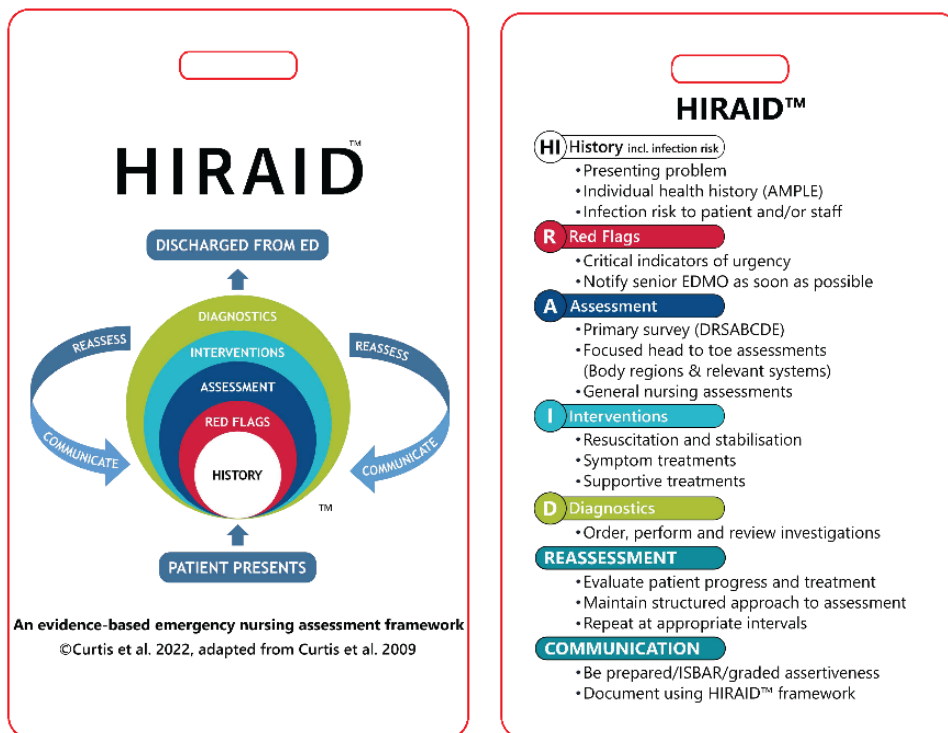 HIRAID™
DISCHARGED FROM ED
DIAGNOSTICS
INTERVENTIONS
ASSESSMENT
RED FLAGS
HISTORY
REASSESS
COMMUNICATE
REASSESS
COMMUNICATE
™
PATIENT PRESENTS
An evidence-based emergency nursing assessment framework
©Curtis et al. 2022, adapted from Curtis et al. 2009
HIRAID™
HI History incl. infection risk
•Presenting problem
•Individual health history (AMPLE)
•Infection risk to patient and/or staff
R Red Flags
•Critical indicators of urgency
•Notify senior EDMO as soon as possible
A Assessment
•Primary survey (DRSABCDE)
•Focused head to toe assessments
(Body regions & relevant systems)
•General nursing assessments
I Interventions
•Resuscitation and stabilisation
•Symptom treatments
•Supportive treatments
D Diagnostics
•Order, perform and review investigations
REASSESSMENT
•Evaluate patient progress and treatment
•Maintain structured approach to assessment
•Repeat at appropriate intervals
COMMUNICATION
•Be prepared/ISBAR/graded assertiveness
•Document using HIRAID™ framework